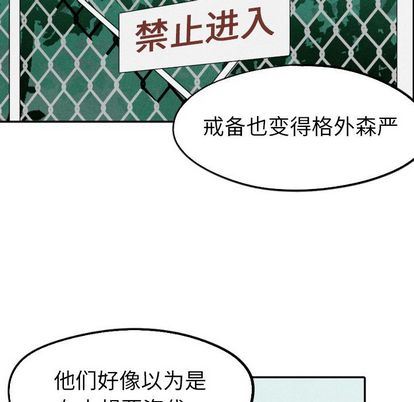 禁止进入
戒备也变得格外森严
他们好像以为是